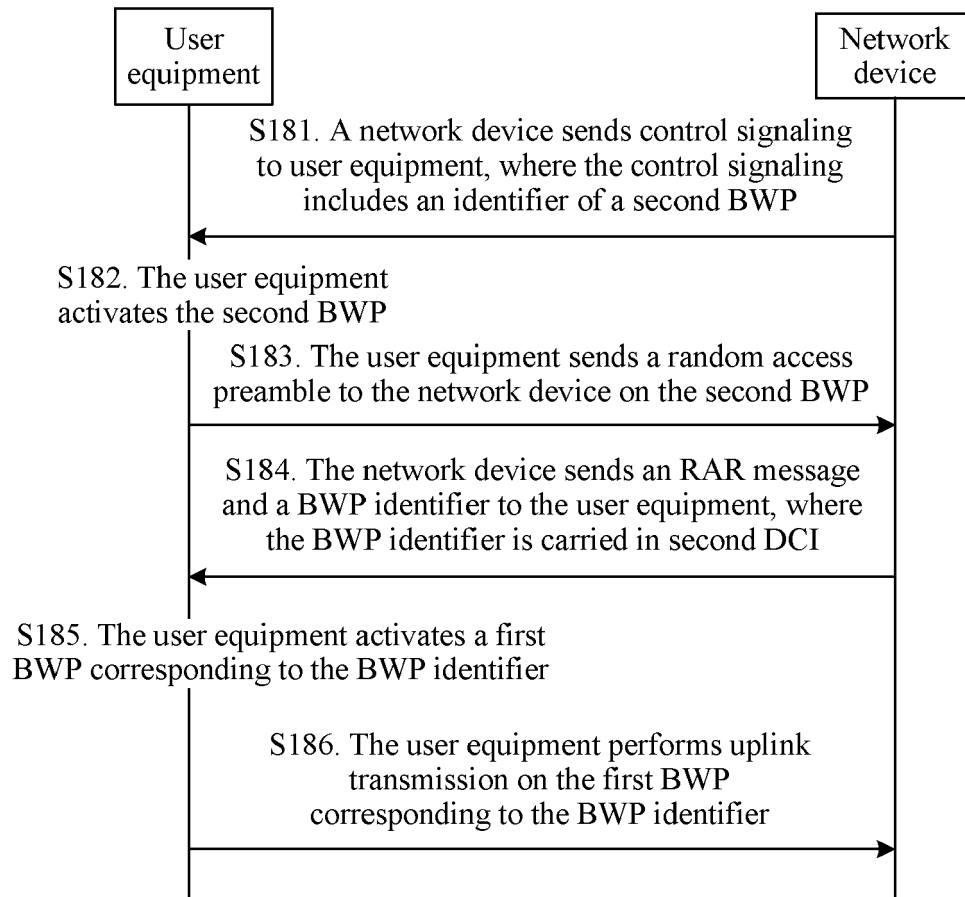 User
equipment
Network
device
S181. A network device sends control signaling
to user equipment, where the control signaling
includes an identifier of a second BWP
S182. The user equipment
activates the second BWP
S183. The user equipment sends a random access
preamble to the network device on the second BWP
S184. The network device sends an RAR message
and a BWP identifier to the user equipment, where
the BWP identifier is carried in second DCI
S185. The user equipment activates a first
BWP corresponding to the BWP identifier
S186. The user equipment performs uplink
transmission on the first BWP
corresponding to the BWP identifier